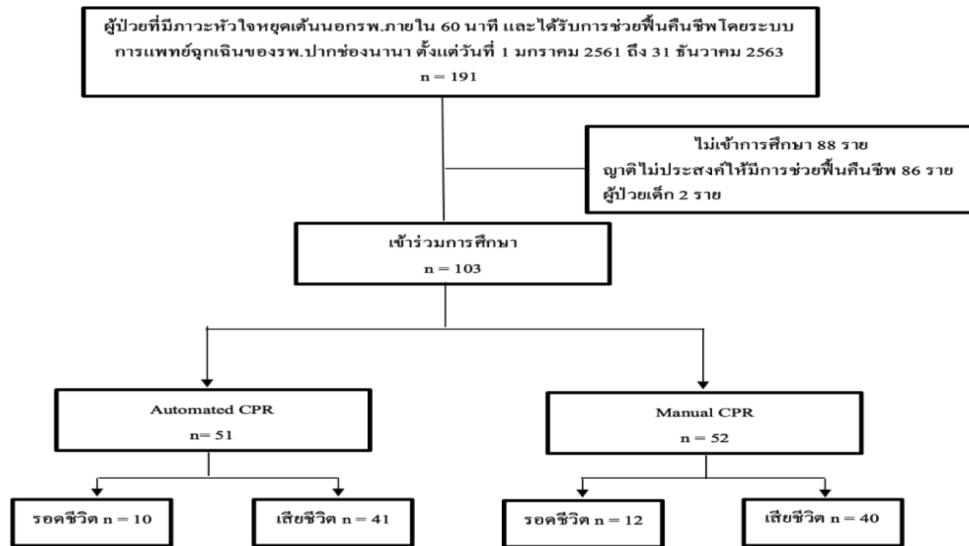 ผู้ป่วยที่มีภาวะหัวใจหยุดเต้นนอกรพ.ภายใน 60 นาที และได้รับการช่วยฟื้นคืนชีพโดยระบบ
การแพทย์ฉุกเฉินของรพ.ปากช่องนานา ตั้งแต่วันที่ 1 มกราคม 2561 ถึง 31 ธันวาคม 2563
n = 191
ไม่เข้าการศึกษา 88 ราย
ญาติไม่ประสงค์ให้มีการช่วยฟื้นคืนชีพ 86 ราย
ผู้ป่วยเด็ก 2 ราย
เข้าร่วมการศึกษา
n = 103
Automated CPR
n= 51
Manual CPR
n = 52
รอดชีวิต n = 10
เสียชีวิต n = 41
รอดชีวิต n = 12
เสียชีวิต n = 40